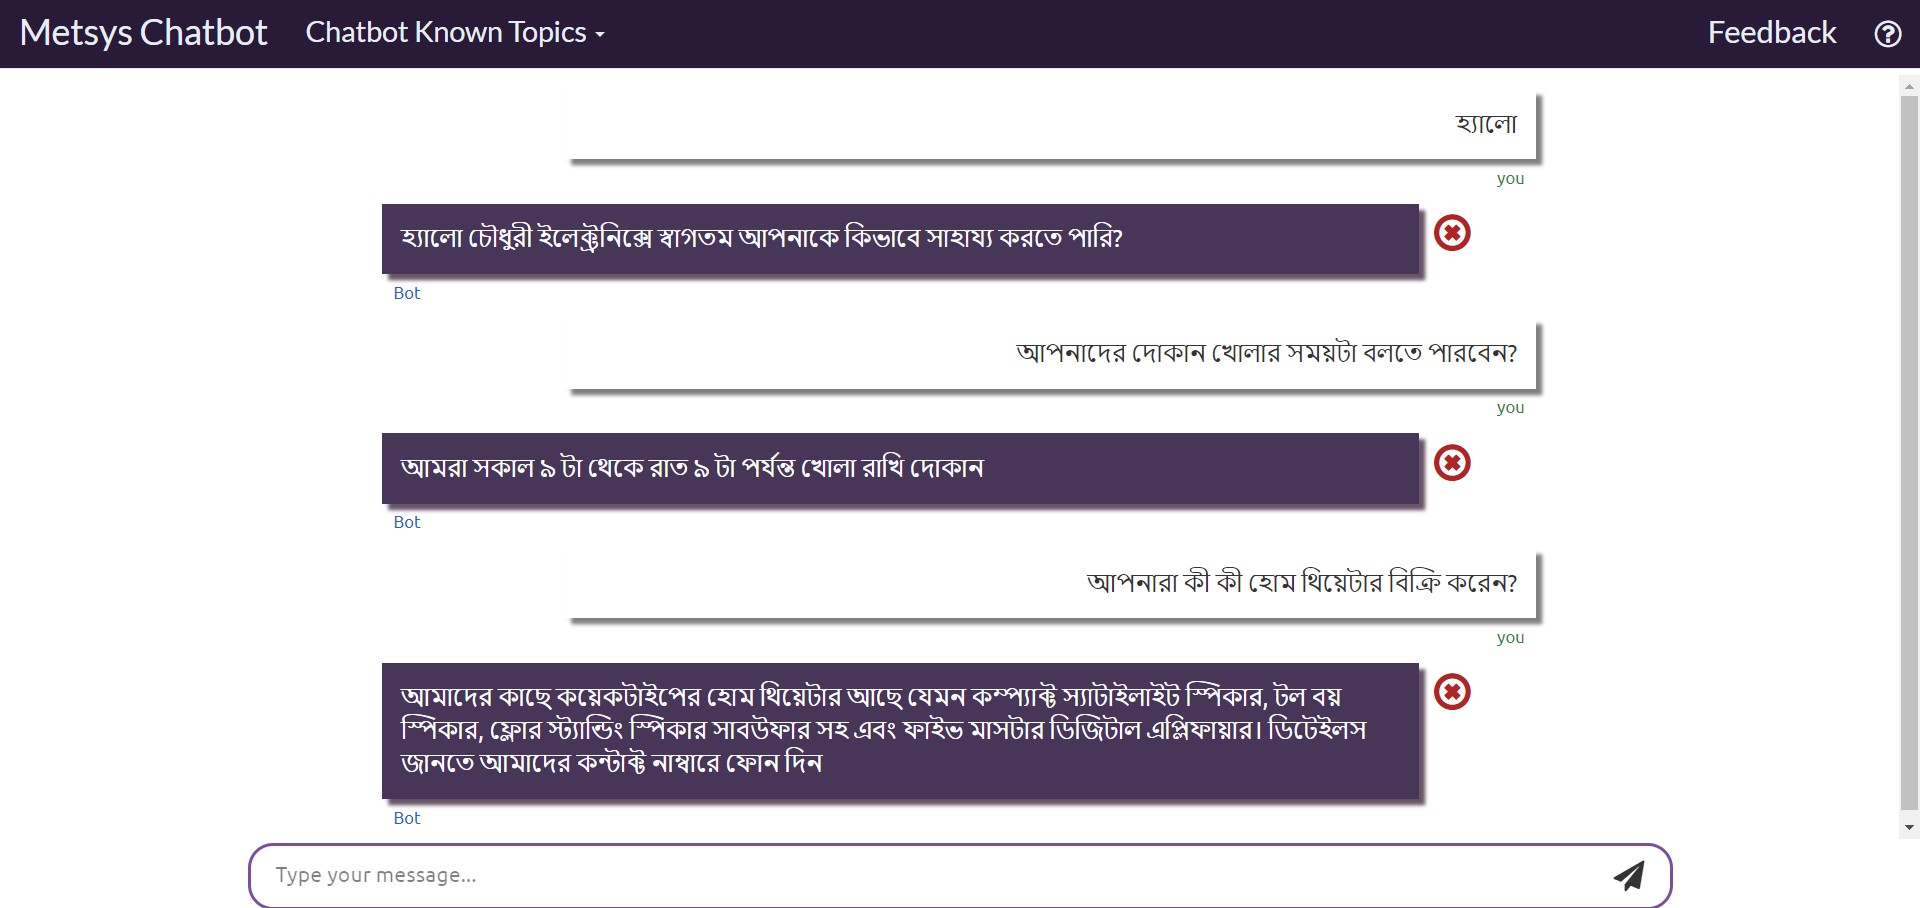 Metsys Chatbot Chatbot Known Topics Feedback
হ্যালো
you
হ্যালো চৌধুরী ইলেক্ট্রনিক্সে স্বাগতম আপনাকে কিভাবে সাহায্য করতে পারি?
Bot
আপনাদের দোকান খোলার সময়টা বলতে পারবেন?
you
আমরা সকাল ৯ টা থেকে রাত ৯ টা পর্যন্ত খোলা রাখি দোকান
Bot
আপনারা কী কী হোম থিয়েটার বিক্রি করেন?
you
আমাদের কাছে কয়েকটাইপের হোম থিয়েটার আছে যেমন কম্প্যাক্ট স্যাটাইলাইট স্পিকার, টল বয়
স্পিকার, ফ্লোর স্ট্যান্ডিং স্পিকার সাবউফার সহ এবং ফাইভ মাসটার ডিজিটাল এপ্লিফায়ার। ডিটেইলস
জানতে আমাদের কন্টাক্ট নাম্বারে ফোন দিন
Bot
Type your message...